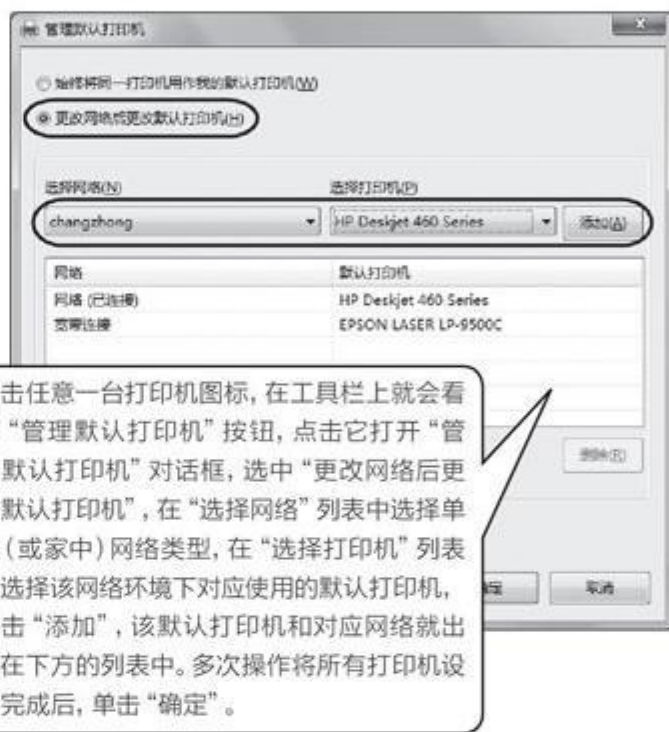 管理默认打印机
始终将同一打印机用作我的默认打印机(W)
更改网络后更改默认打印机(H)
选择网络(N) 选择打印机(P)
changzhong HP Deskjet 460 Series 添加(A)
网络 默认打印机
网络 (已连接) HP Deskjet 460 Series
宽带连接 EPSON LASER LP-9500C
删除(R)
取消
击任意一台打印机图标，在工具栏上就会看
“管理默认打印机”按钮，点击它打开“管
默认打印机”对话框，选中“更改网络后更
默认打印机”，在“选择网络”列表中选择单
（或家中）网络类型，在“选择打印机”列表
选择该网络环境下对应使用的默认打印机，
击“添加”，该默认打印机和对应网络就出
在下方的列表中。多次操作将所有打印机设
完成后，单击“确定”。